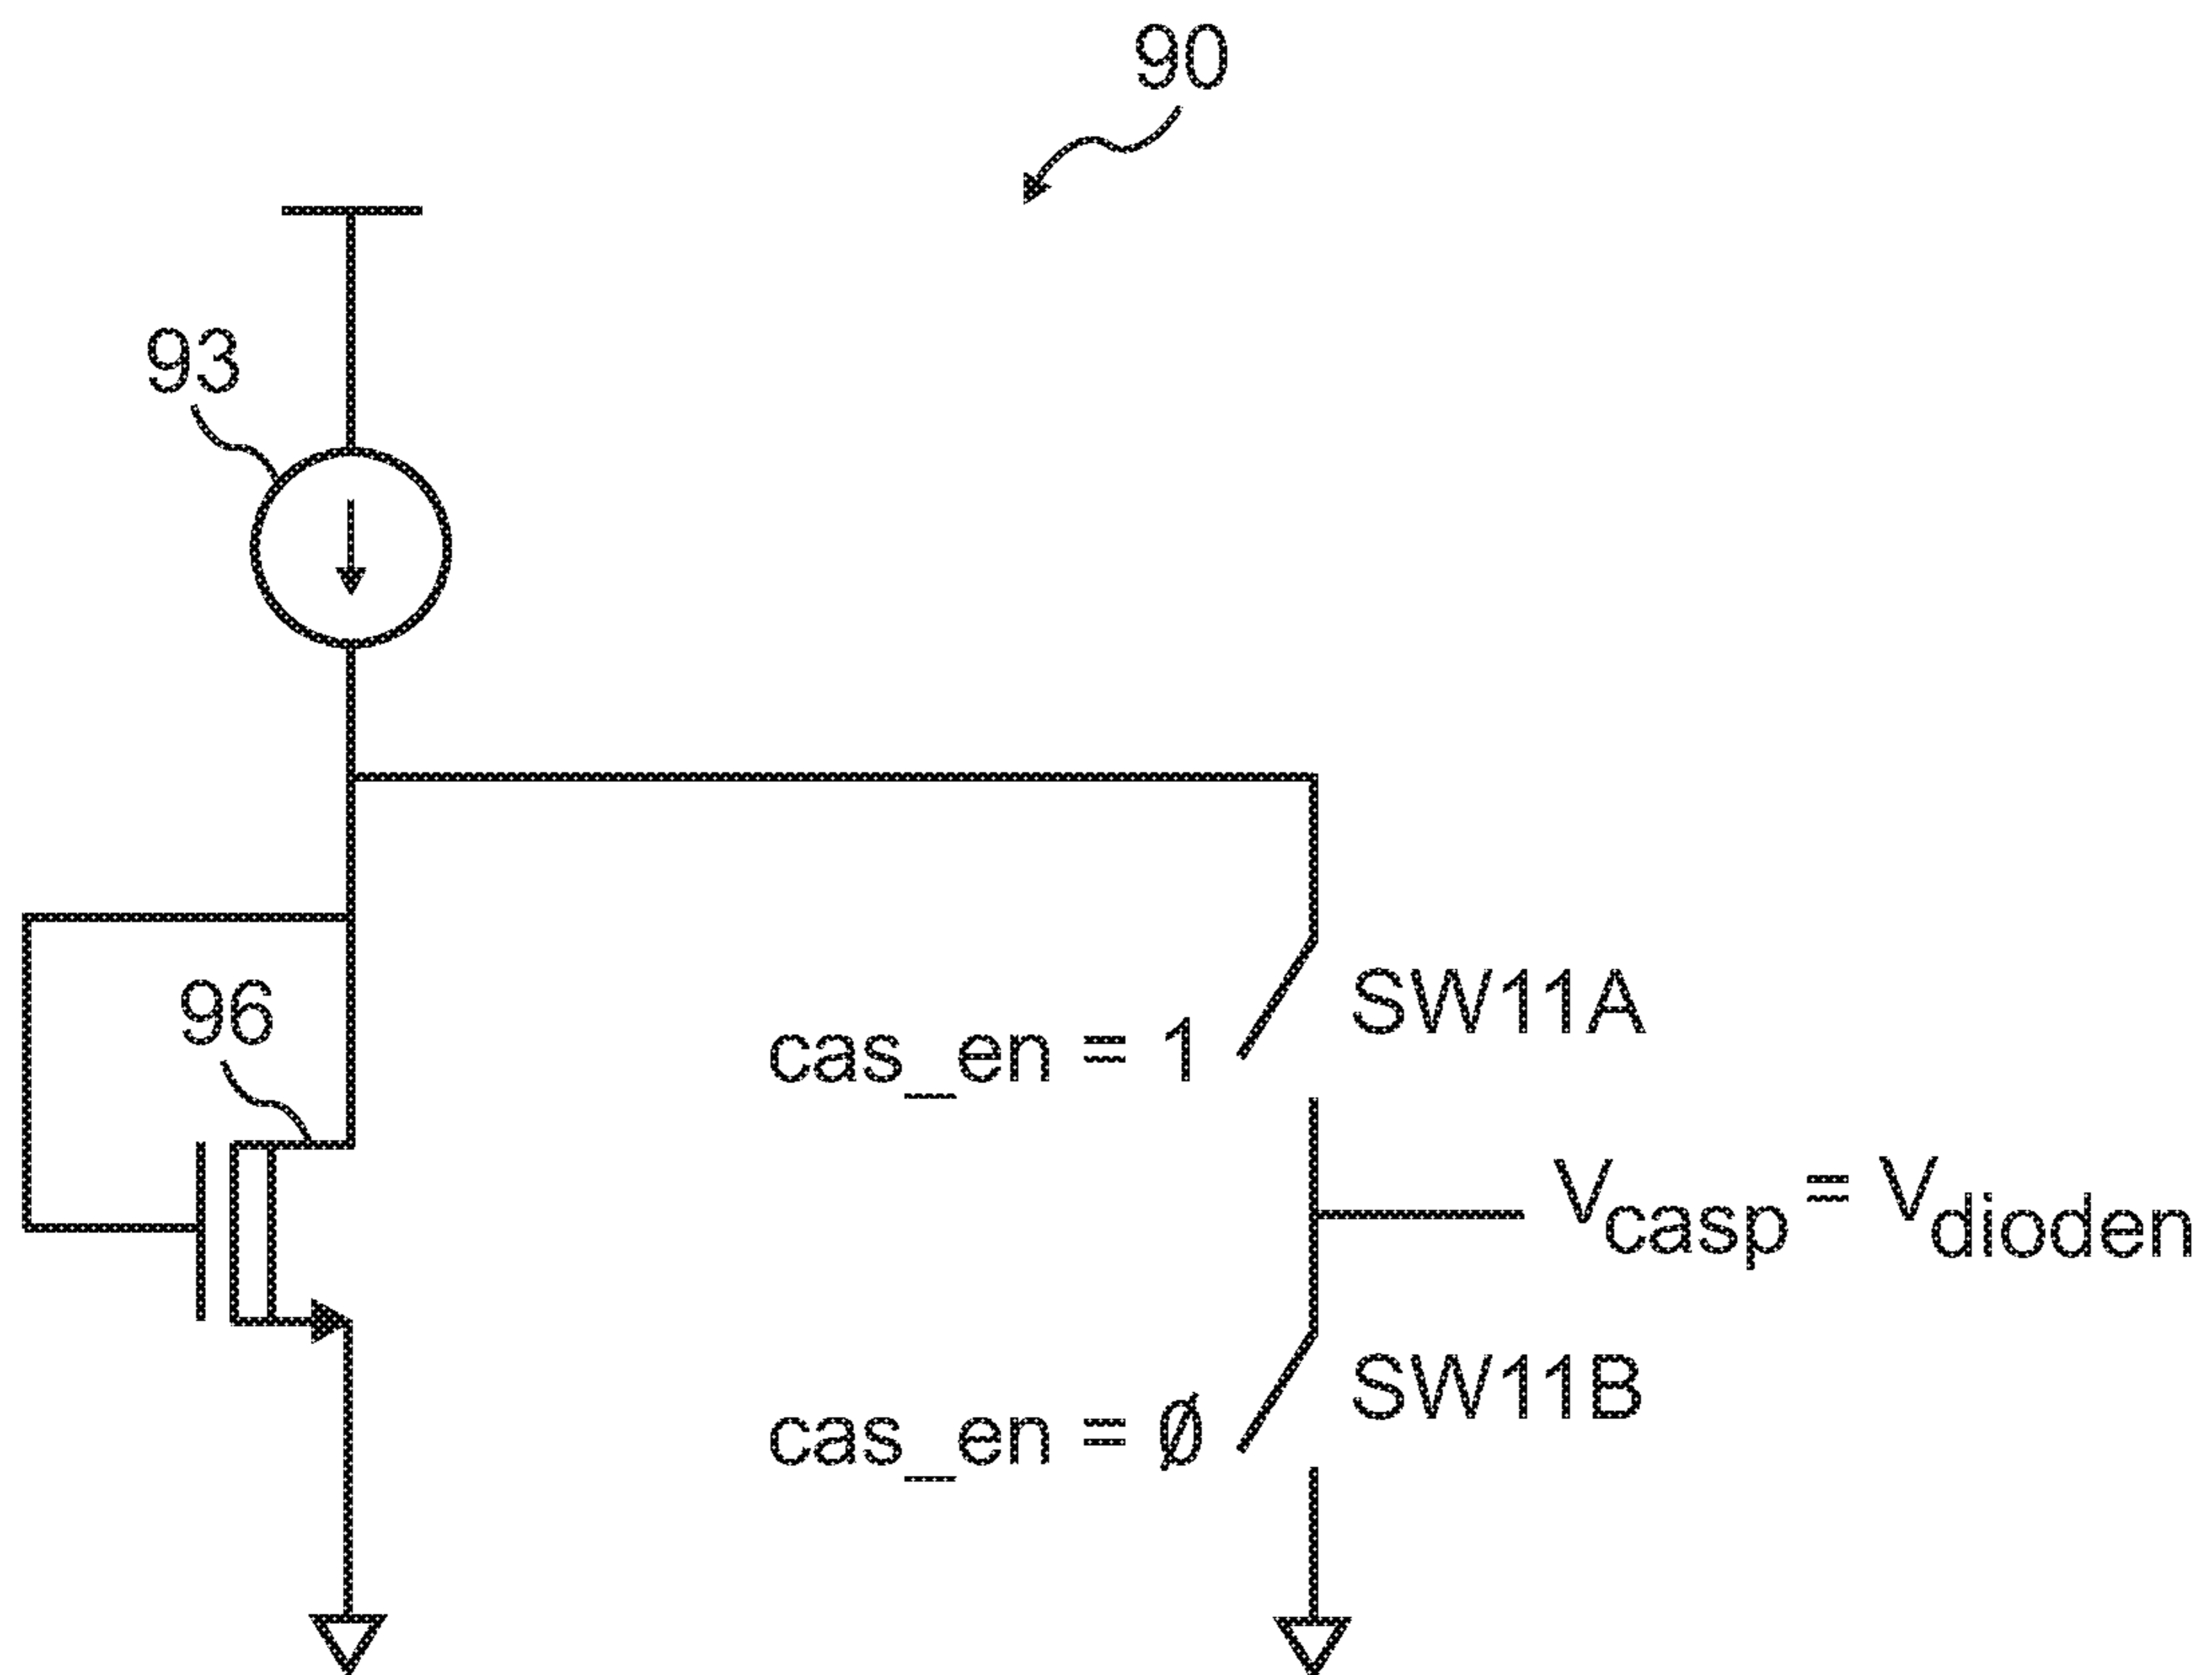 90
93
96
SW11A
cas_en = 1
Vcasp = Vdioden
SW11B
cas_en = Ø